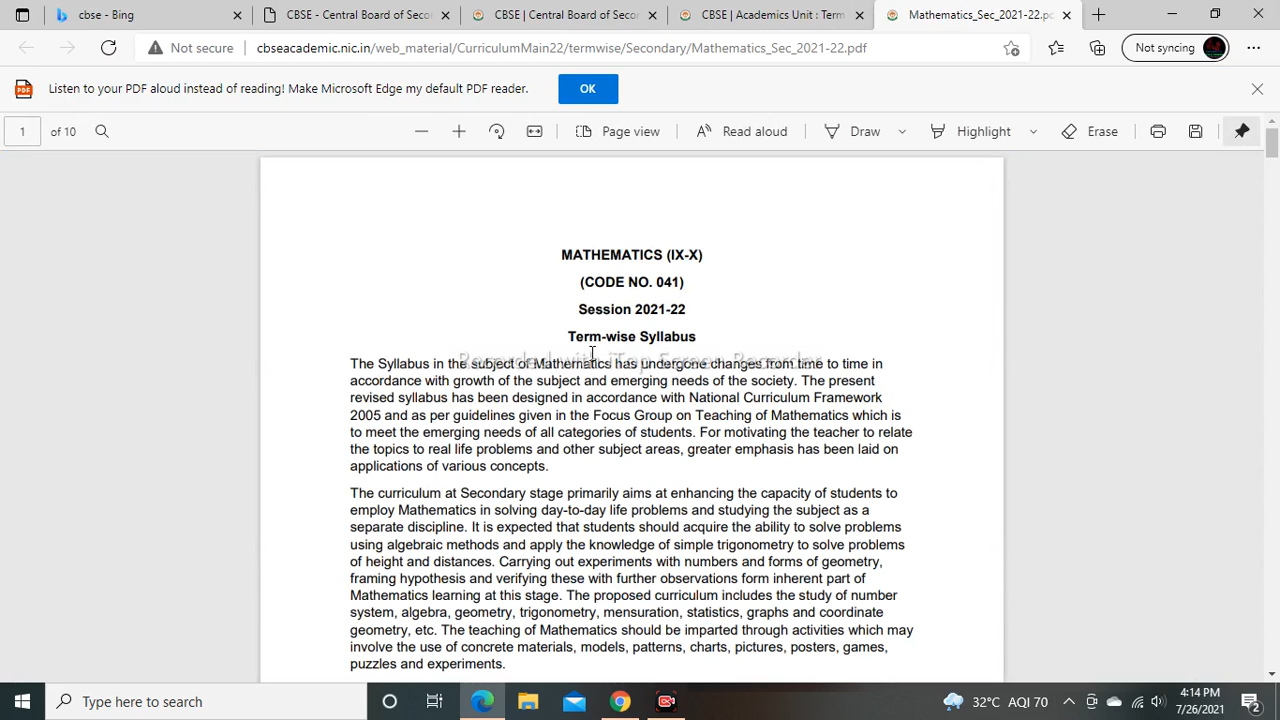 cbse - Bing
CBSE - Central Board of Secor
CBSE | Central Board of Secor
CBSE | Academics Unit : Term
Mathematics_Sec_2021-22.pc
Not secure
cbseacademic.nic.in/web_material/CurriculumMain22/termwise/Secondary/Mathematics_Sec_2021-22.pdf
Not syncing
PDF
Listen to your PDF aloud instead of reading! Make Microsoft Edge my default PDF reader.
OK
1 of 10
Page view
Read aloud
Draw
Highlight
Erase
MATHEMATICS (IX-X)
(CODE NO. 041)
Session 2021-22
Term-wise Syllabus
Recorded with iTop Screen Recorder
The Syllabus in the subject of Mathematics has undergone changes from time to time in
accordance with growth of the subject and emerging needs of the society. The present
revised syllabus has been designed in accordance with National Curriculum Framework
2005 and as per guidelines given in the Focus Group on Teaching of Mathematics which is
to meet the emerging needs of all categories of students. For motivating the teacher to relate
the topics to real life problems and other subject areas, greater emphasis has been laid on
applications of various concepts.
The curriculum at Secondary stage primarily aims at enhancing the capacity of students to
employ Mathematics in solving day-to-day life problems and studying the subject as a
separate discipline. It is expected that students should acquire the ability to solve problems
using algebraic methods and apply the knowledge of simple trigonometry to solve problems
of height and distances. Carrying out experiments with numbers and forms of geometry,
framing hypothesis and verifying these with further observations form inherent part of
Mathematics learning at this stage. The proposed curriculum includes the study of number
system, algebra, geometry, trigonometry, mensuration, statistics, graphs and coordinate
geometry, etc. The teaching of Mathematics should be imparted through activities which may
involve the use of concrete materials, models, patterns, charts, pictures, posters, games,
puzzles and experiments.
Type here to search
32°C AQI 70
4:14 PM
7/26/2021
2